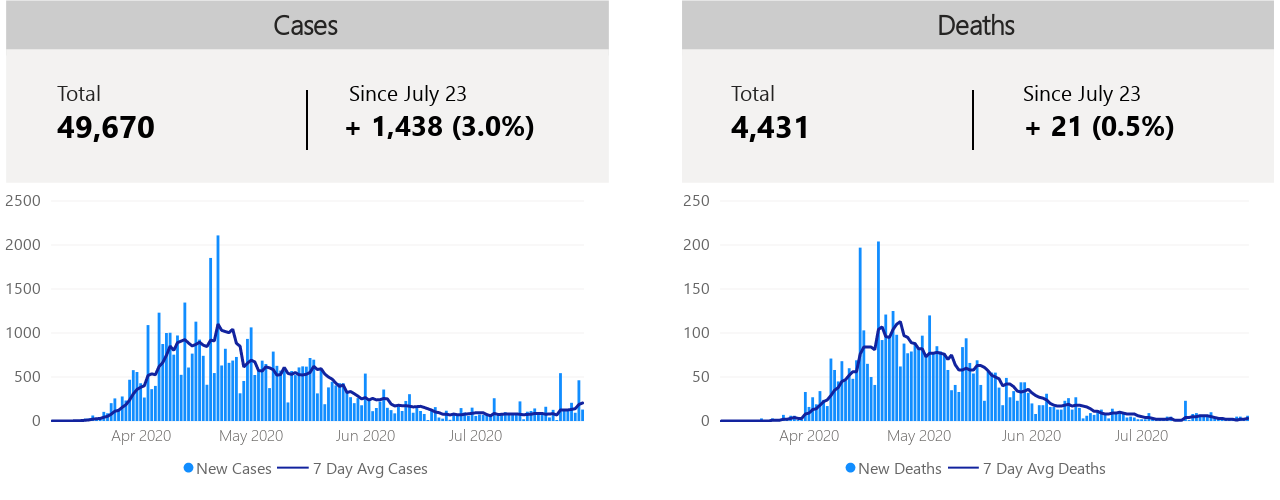 Cases
Total
49,670
Since July 23
+ 1,438 (3.0%)
2500
2000
1500
1000
500
0
Apr 2020 May 2020 Jun 2020 Jul 2020
New Cases 7 Day Avg Cases
Deaths
Total
4,431
Since July 23
+ 21 (0.5%)
250
200
150
100
50
0
Apr 2020 May 2020 Jun 2020 Jul 2020
New Deaths 7 Day Avg Deaths